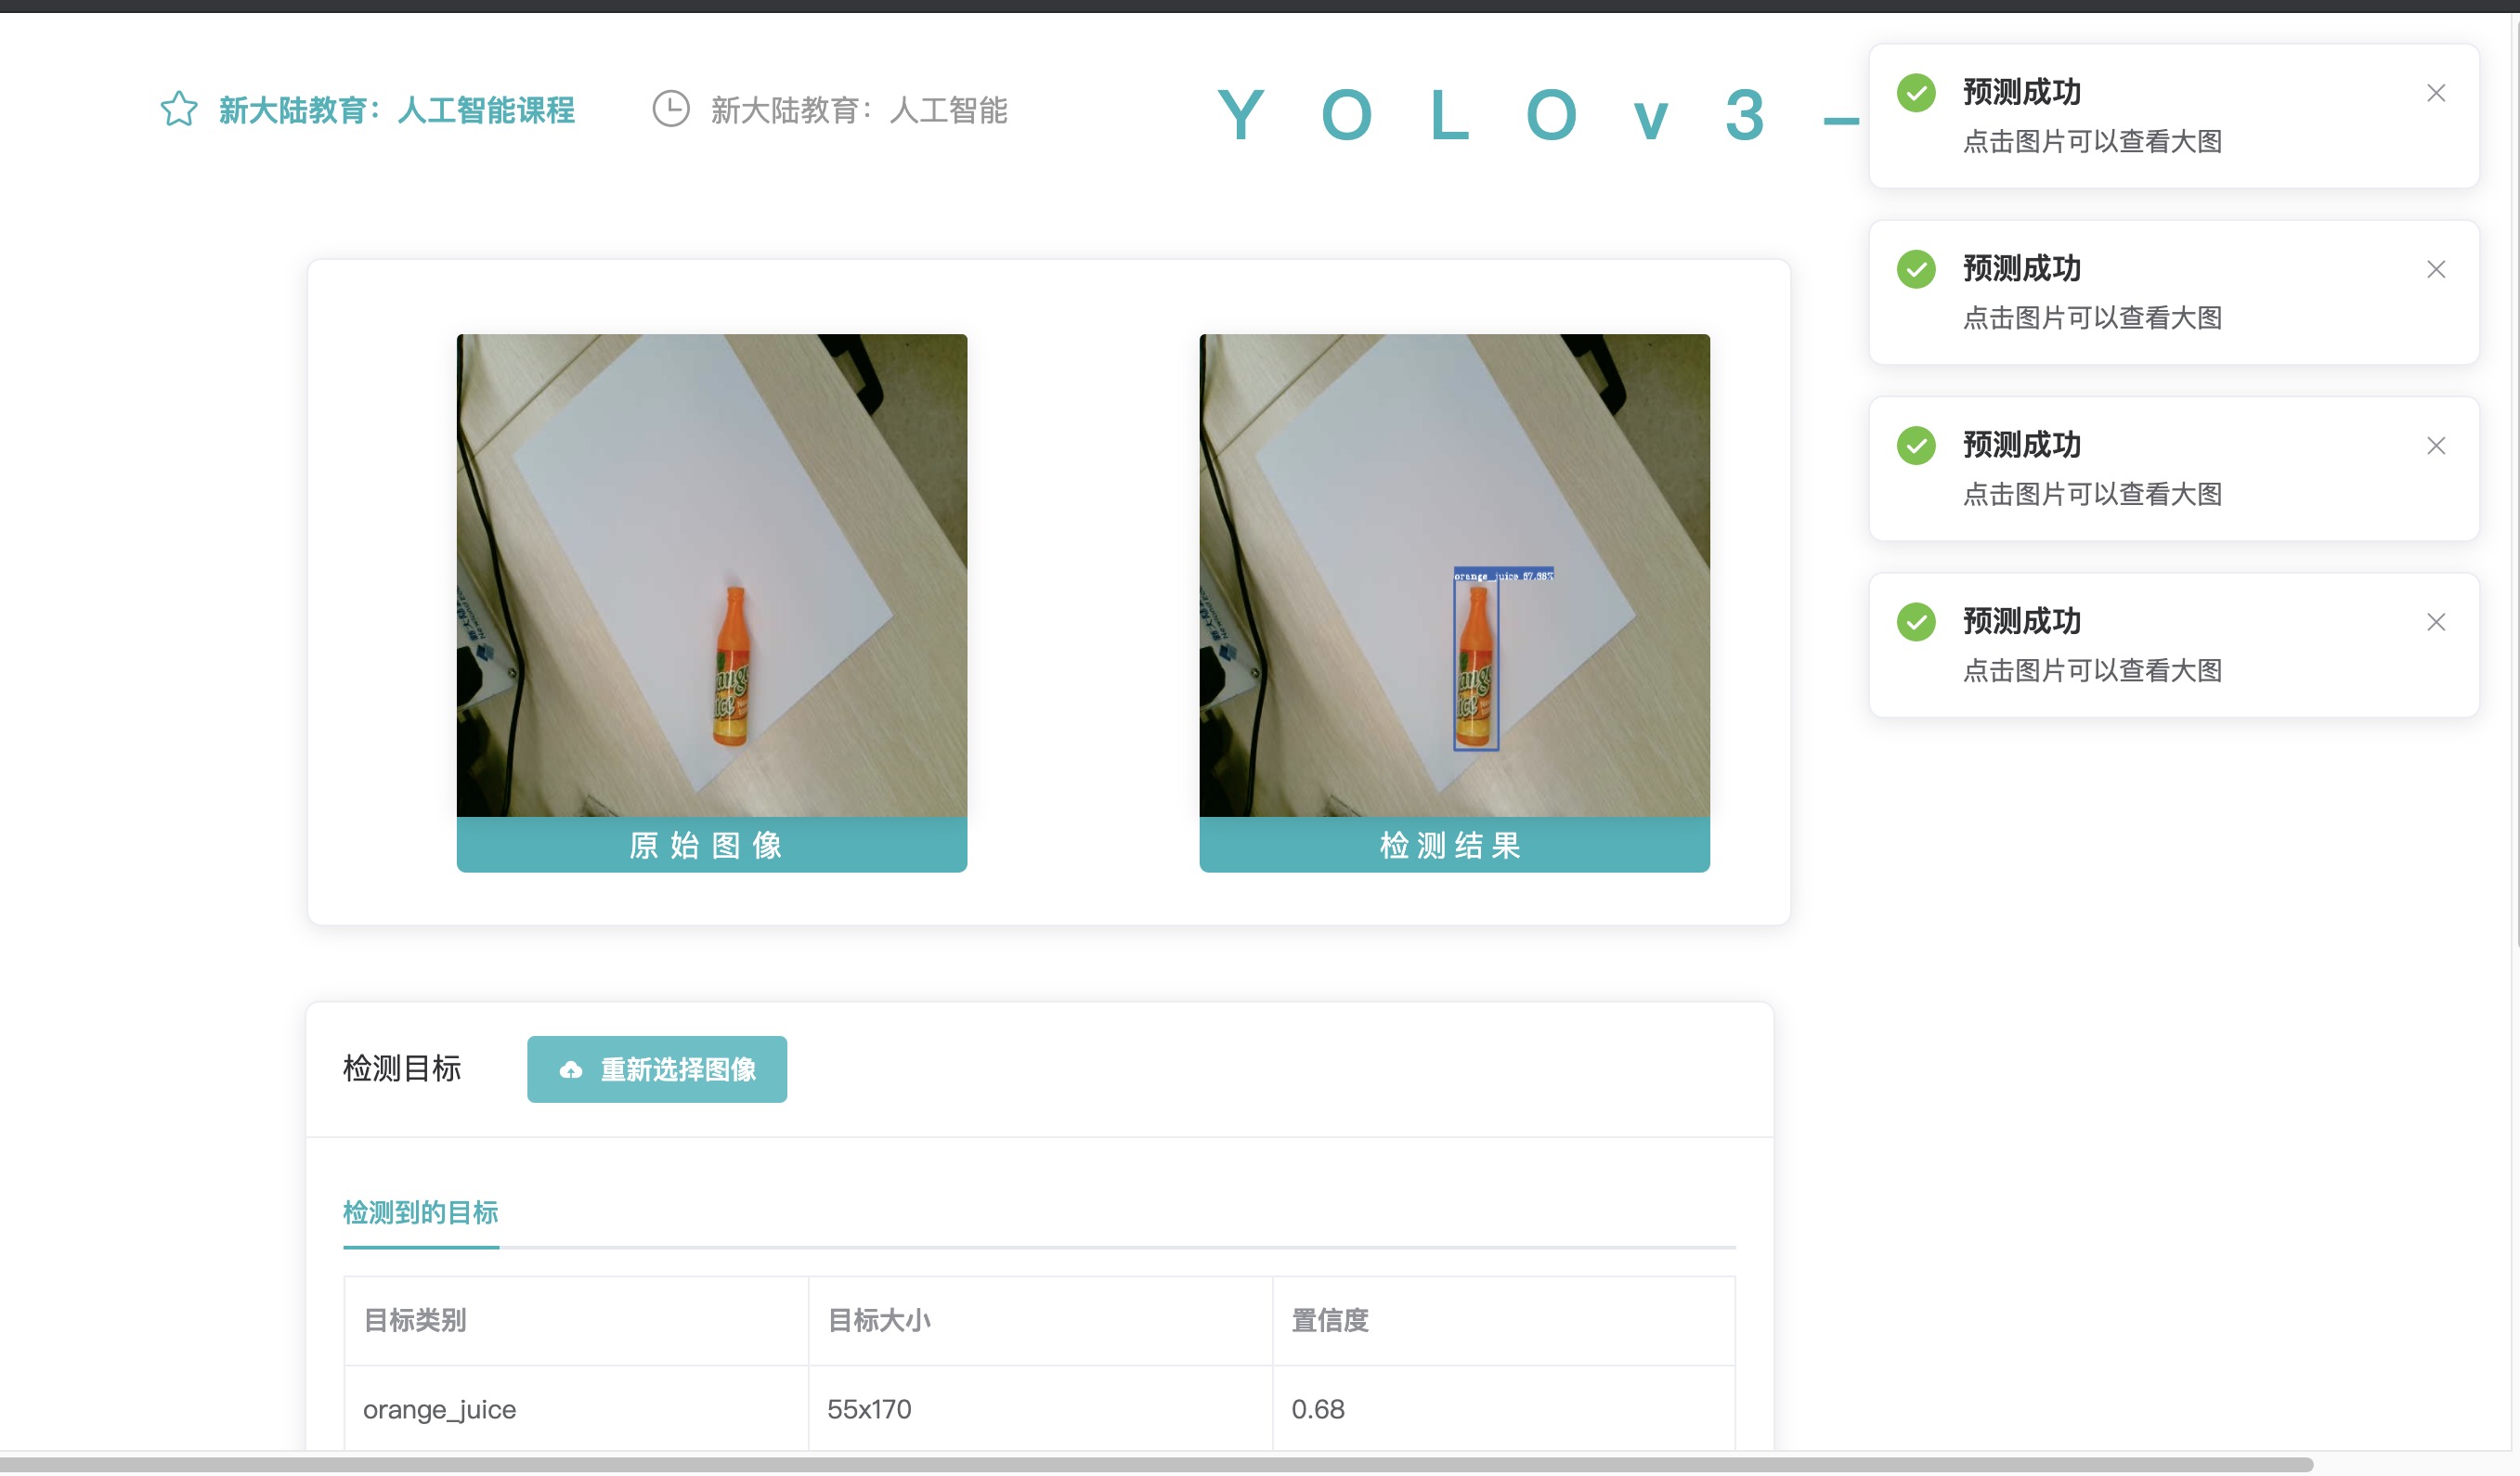 新大陆教育：人工智能课程
新大陆教育：人工智能
YOLOv3-
预测成功
点击图片可以查看大图
预测成功
点击图片可以查看大图
预测成功
点击图片可以查看大图
预测成功
点击图片可以查看大图
orange_juice 67.68%
原始图像
检测结果
检测目标
重新选择图像
检测到的目标
目标类别 目标大小 置信度
orange_juice 55x170 0.68